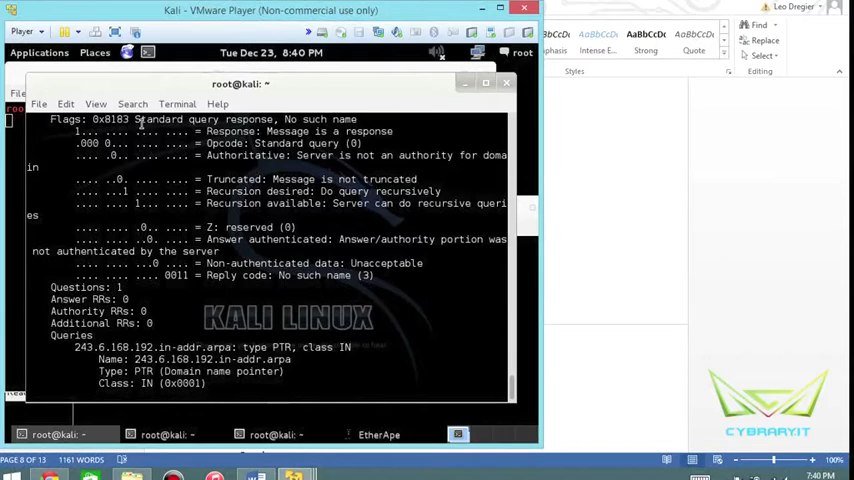 Kali - VMware Player (Non-commercial use only)
Leo Dregier
Player
Applications Places Tue Dec 23, 8:40 PM root
AaBbCcDc AaBbCcDc AaBbCcDc
Intense E... Strong
Styles
Find
Replace
Select
Editing
root@kali: ~
File Edit View Search Terminal Help
Flags: 0x8183 Standard query response, No such name
1... .... .... .... = Response: Message is a response
.000 0... .... .... = Opcode: Standard query (0)
.... .0.. .... .... = Authoritative: Server is not an authority for doma
in
.... ..0. .... .... = Truncated: Message is not truncated
.... ...1 .... .... = Recursion desired: Do query recursively
.... .... 1... .... = Recursion available: Server can do recursive queri
es
.... .... .0.. .... = Z: reserved (0)
.... .... ..0. .... = Answer authenticated: Answer/authority portion was
not authenticated by the server
.... .... ...0 .... = Non-authenticated data: Unacceptable
.... .... .... 0011 = Reply code: No such name (3)
Questions: 1
Answer RRs: 0
Authority RRs: 0
Additional RRs: 0
Queries
243.6.168.192.in-addr.arpa: type PTR, class IN
Name: 243.6.168.192.in-addr.arpa
Type: PTR (Domain name pointer)
Class: IN (0x0001)
KALI LINUX
root@kali: ~ root@kali: ~ root@kali: ~ EtherApe
CYBRARY.IT
PAGE 8 OF 13 1161 WORDS
100%
7:40 PM